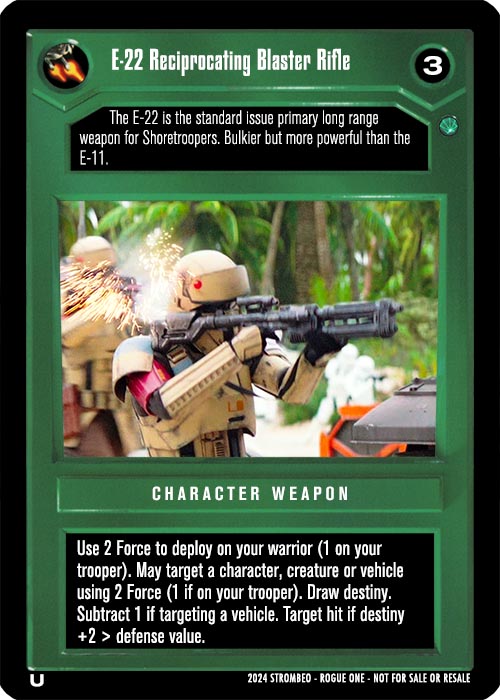 E-22 Reciprocating Blaster Rifle
3
The E-22 is the standard issue primary long range
weapon for Shoretroopers. Bulkier but more powerful than the
E-11.
CHARACTER WEAPON
Use 2 Force to deploy on your warrior (1 on your
trooper). May target a character, creature or vehicle
using 2 Force (1 if on your trooper). Draw destiny.
Subtract 1 if targeting a vehicle. Target hit if destiny
+2 > defense value.
U
2024 STROMBEO - ROGUE ONE - NOT FOR SALE OR RESALE